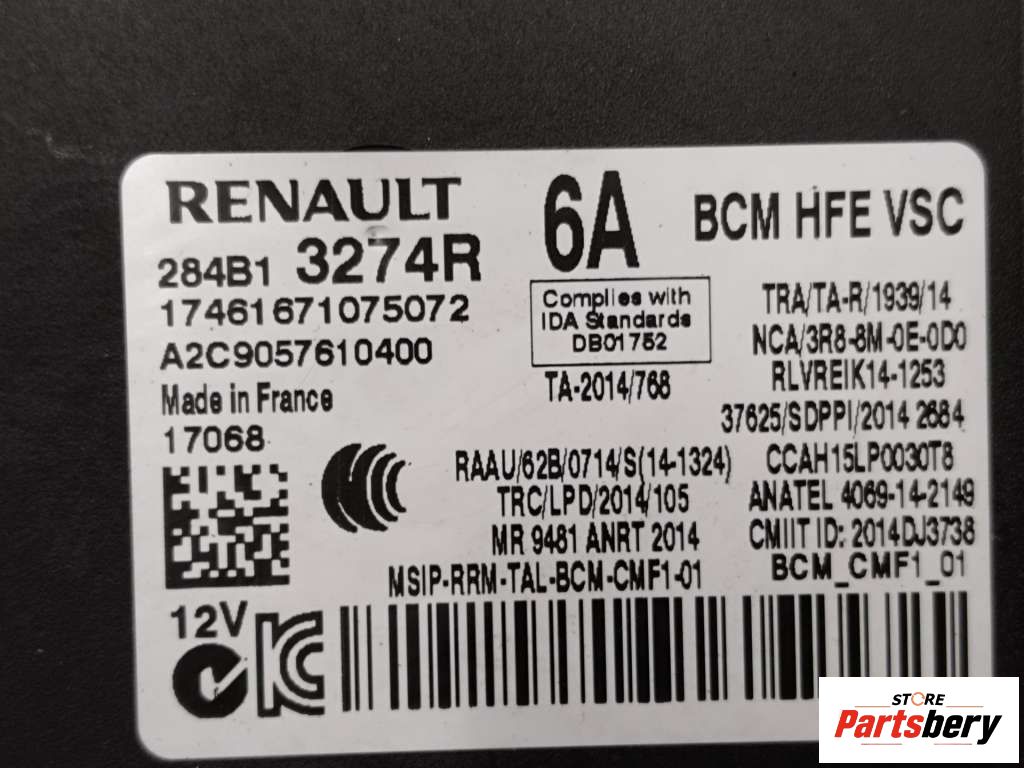 RENAULT
284B1 3274R
17461671075072
A2C9057610400
Made in France
17068
6A
Complies with
IDA Standards
DB01752
TA-2014/768
BCM HFE VSC
TRA/TA-R/1939/14
NCA/3R8-8M-0E-0D0
RLVREIK14-1253
37625/SDPPI/2014 2684
RAAU/62B/0714/S(14-1324)
CCAH15LP0030T8
TRC/LPD/2014/105
ANATEL 4069-14-2149
MR 9481 ANRT 2014
CMIIT ID: 2014DJ3738
MSIP-RRM-TAL-BCM-CMF1-01
BCM_CMF1_01
12V
STORE
Partsbery